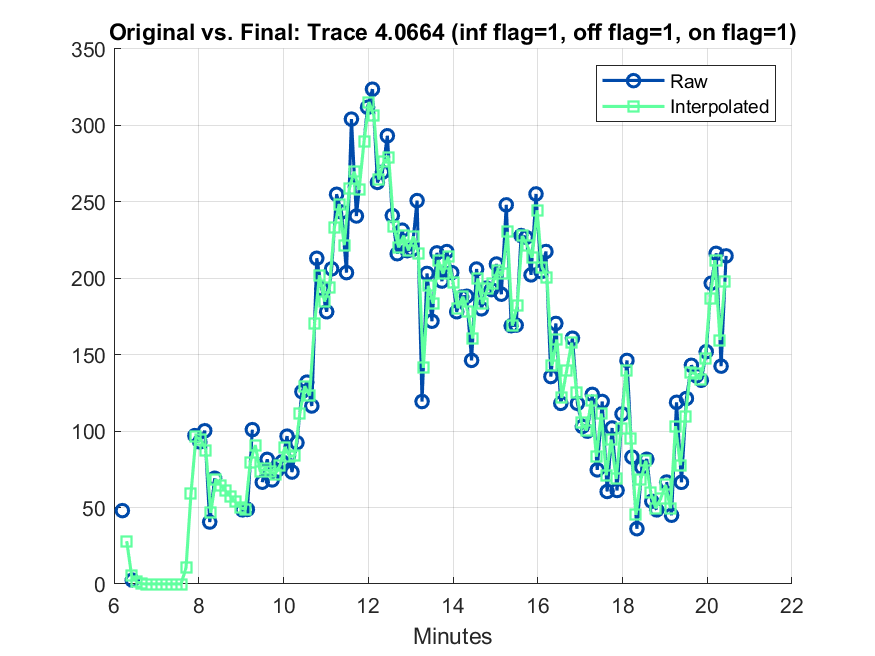 Original vs. Final: Trace 4.0664 (inf flag=1, off flag=1, on flag=1)
350
300
250
200
150
100
50
0
Raw
Interpolated
6 8 10 12 14 16 18 20 22
Minutes